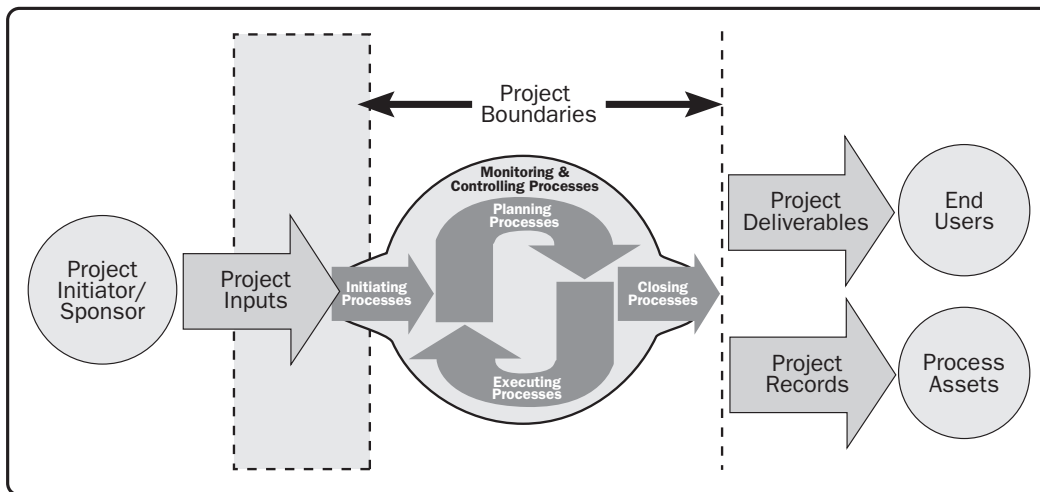 Project
Boundaries
Monitoring &
Controlling Processes
Planning
Processes
Project
Initiator/
Sponsor
Project
Inputs
Initiating
Processes
Closing
Processes
Executing
Processes
Project
Deliverables
End
Users
Project
Records
Process
Assets